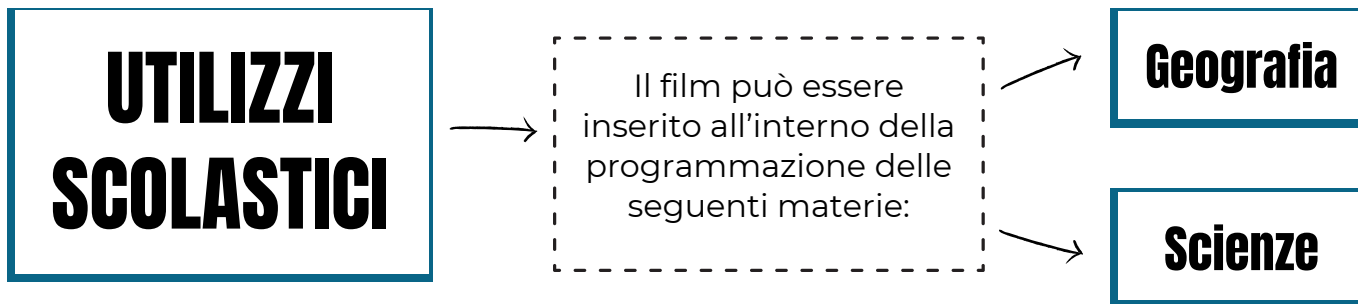 UTILIZZI
SCOLASTICI
Il film può essere
inserito all’interno della
programmazione delle
seguenti materie:
Geografia
Scienze